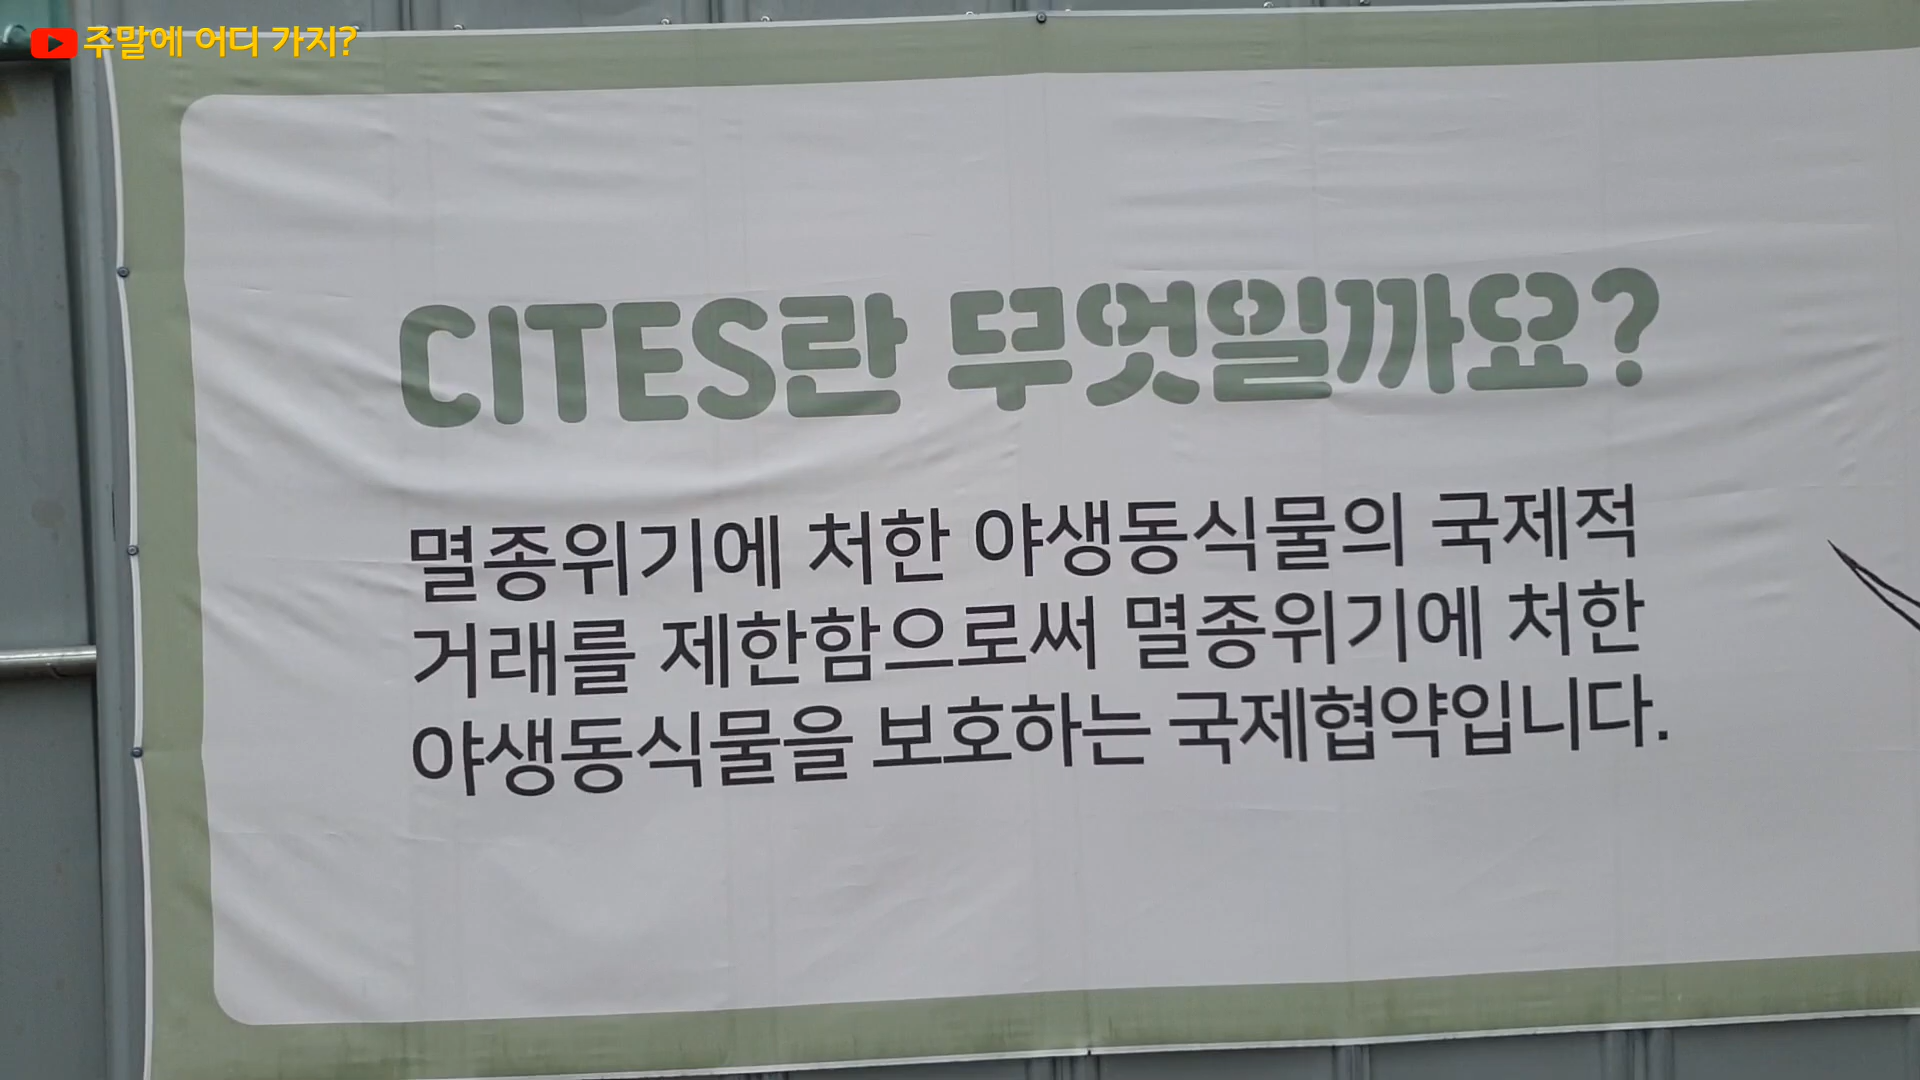 주말에 어디 가지?
CITES란 무엇일까요?
멸종위기에 처한 야생동식물의 국제적
거래를 제한함으로써 멸종위기에 처한
야생동식물을 보호하는 국제협약입니다.